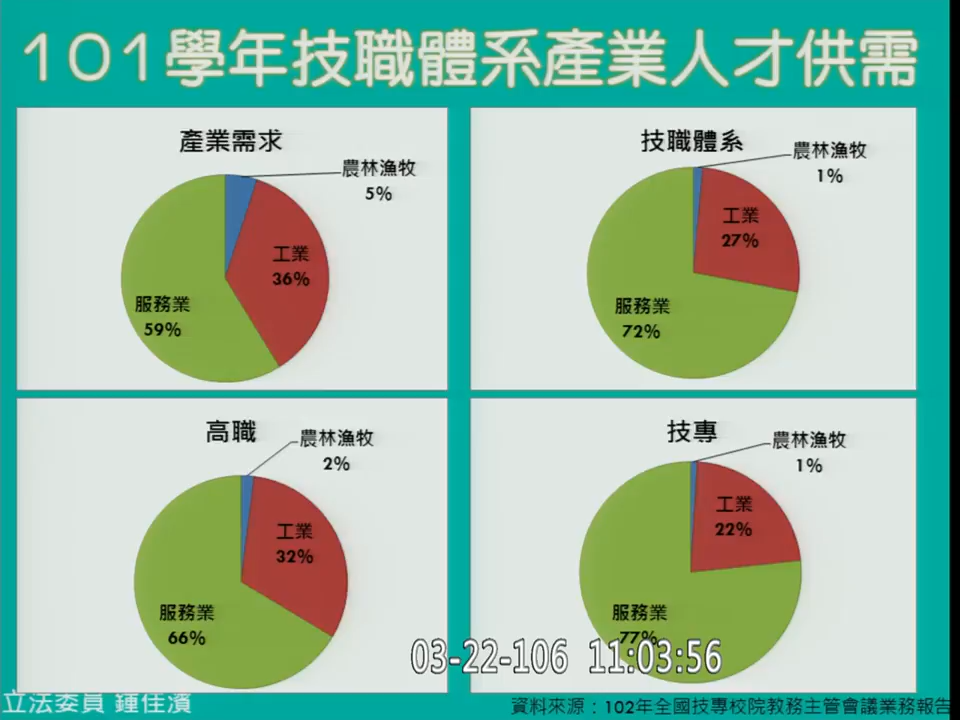 101學年技職體系產業人才供需
產業需求
農林漁牧
5%
工業
36%
服務業
59%
技職體系
農林漁牧
1%
工業
27%
服務業
72%
高職
農林漁牧
2%
工業
32%
服務業
66%
技專
農林漁牧
1%
工業
22%
服務業
77%
03-22-106 11:03:56
立法委員 鍾佳濱
資料來源：102年全國技專校院教務主管會議業務報告